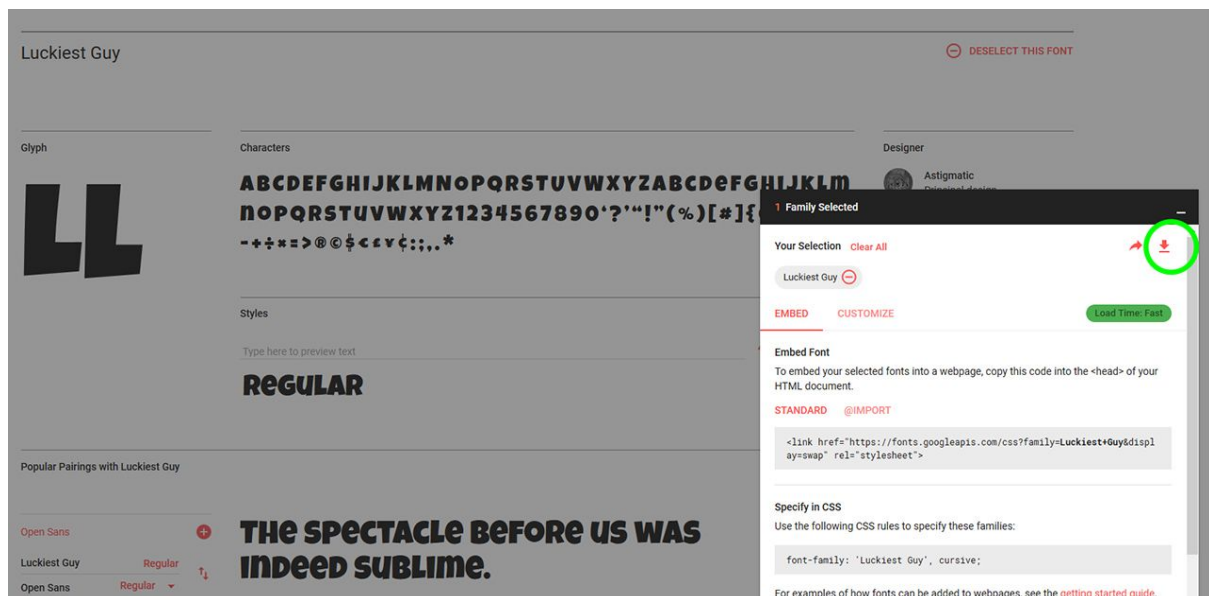 Luckiest Guy
DESELECT THIS FONT
Glyph
LL
Characters
ABCDEFGHIJKLMNOPQRSTUVWXYZABCDeFGHIJKLm
nOPQRSTUVWXYZ1234567890‘?’“!”(%)[#]{
-+÷×=>®©$€£¥¢:;,.*
Styles
Type here to preview text
ReGULAR
Designer
Astigmatic
Principal design
1 Family Selected
Your Selection Clear All
Luckiest Guy
EMBED CUSTOMIZE
Load Time: Fast
Embed Font
To embed your selected fonts into a webpage, copy this code into the <head> of your
HTML document.
STANDARD @IMPORT
<link href="https://fonts.googleapis.com/css?family=Luckiest+Guy&displ
ay=swap" rel="stylesheet">
Specify in CSS
Use the following CSS rules to specify these families:
font-family: 'Luckiest Guy', cursive;
For examples of how fonts can be added to webpages, see the getting started guide.
Popular Pairings with Luckiest Guy
Open Sans
Luckiest Guy Regular
Open Sans Regular
THe SPeCTACLe BeFORe US WAS
INDeeD SUBLIMe.